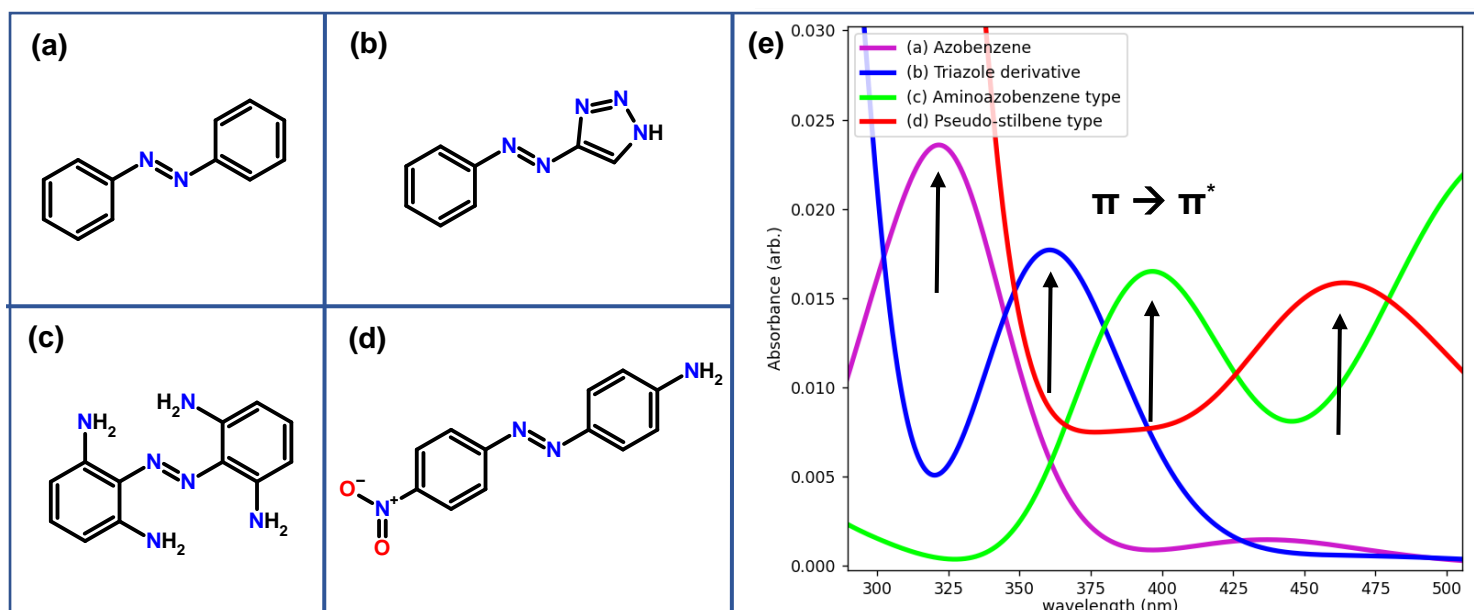 (a)
N
N
(b)
N
N
N
N
NH
(c)
NH2
H2N
N
N
NH2
NH2
(d)
NH2
N
N
O−
N+
O
(e)
(a) Azobenzene
(b) Triazole derivative
(c) Aminoazobenzene type
(d) Pseudo-stilbene type
π → π*
Absorbance (arb.)
0.030
0.025
0.020
0.015
0.010
0.005
0.000
300 325 350 375 400 425 450 475 500
wavelength (nm)